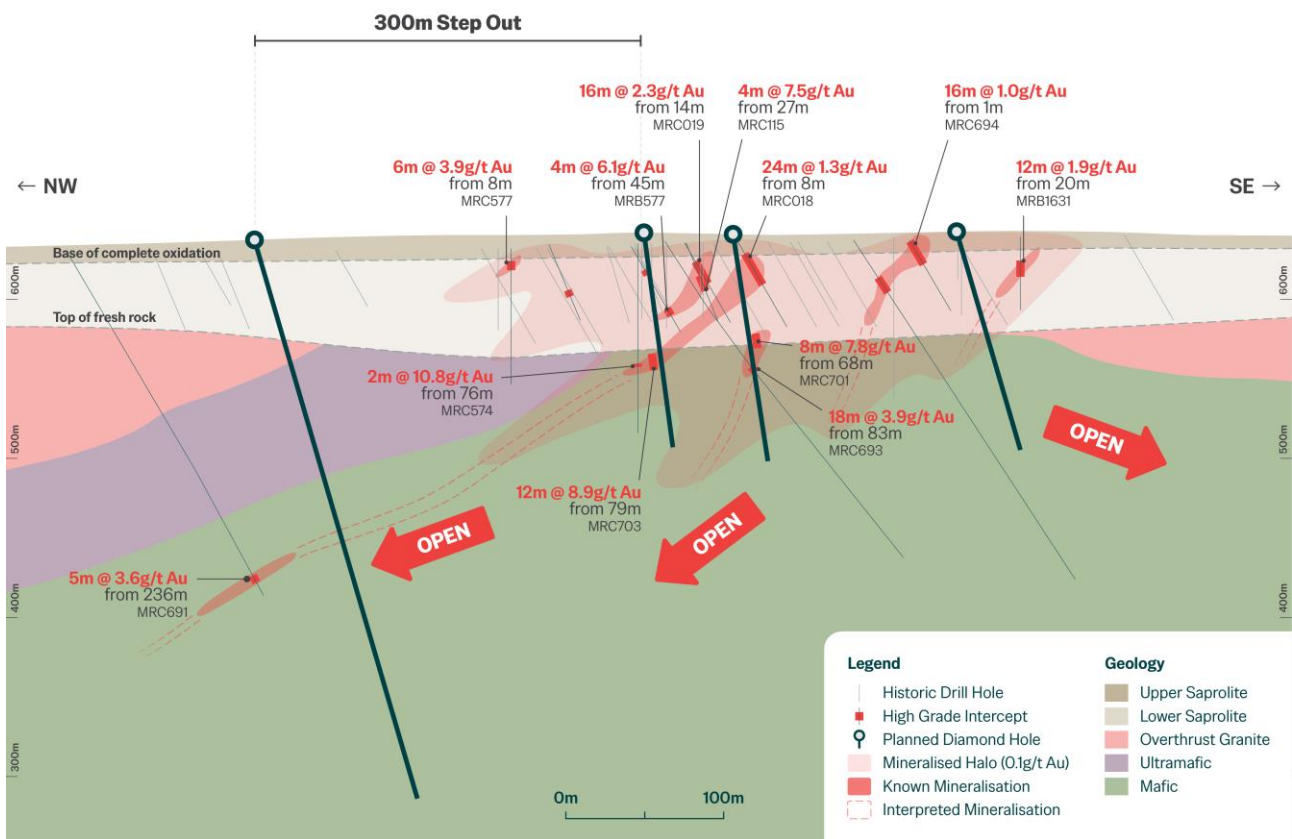 300m Step Out
16m @ 2.3g/t Au
from 14m
MRC019
4m @ 7.5g/t Au
from 27m
MRC115
16m @ 1.0g/t Au
from 1m
MRC694
6m @ 3.9g/t Au
from 8m
MRC577
4m @ 6.1g/t Au
from 45m
MRB577
24m @ 1.3g/t Au
from 8m
MRC018
12m @ 1.9g/t Au
from 20m
MRB1631
← NW
SE →
Base of complete oxidation
600m
600m
Top of fresh rock
8m @ 7.8g/t Au
from 68m
MRC701
2m @ 10.8g/t Au
from 76m
MRC574
18m @ 3.9g/t Au
from 83m
MRC693
OPEN
500m
500m
12m @ 8.9g/t Au
from 79m
MRC703
OPEN
OPEN
5m @ 3.6g/t Au
from 236m
MRC691
400m
400m
300m
0m
100m
Legend
Historic Drill Hole
High Grade Intercept
Planned Diamond Hole
Mineralised Halo (0.1g/t Au)
Known Mineralisation
Interpreted Mineralisation
Geology
Upper Saprolite
Lower Saprolite
Overthrust Granite
Ultramafic
Mafic